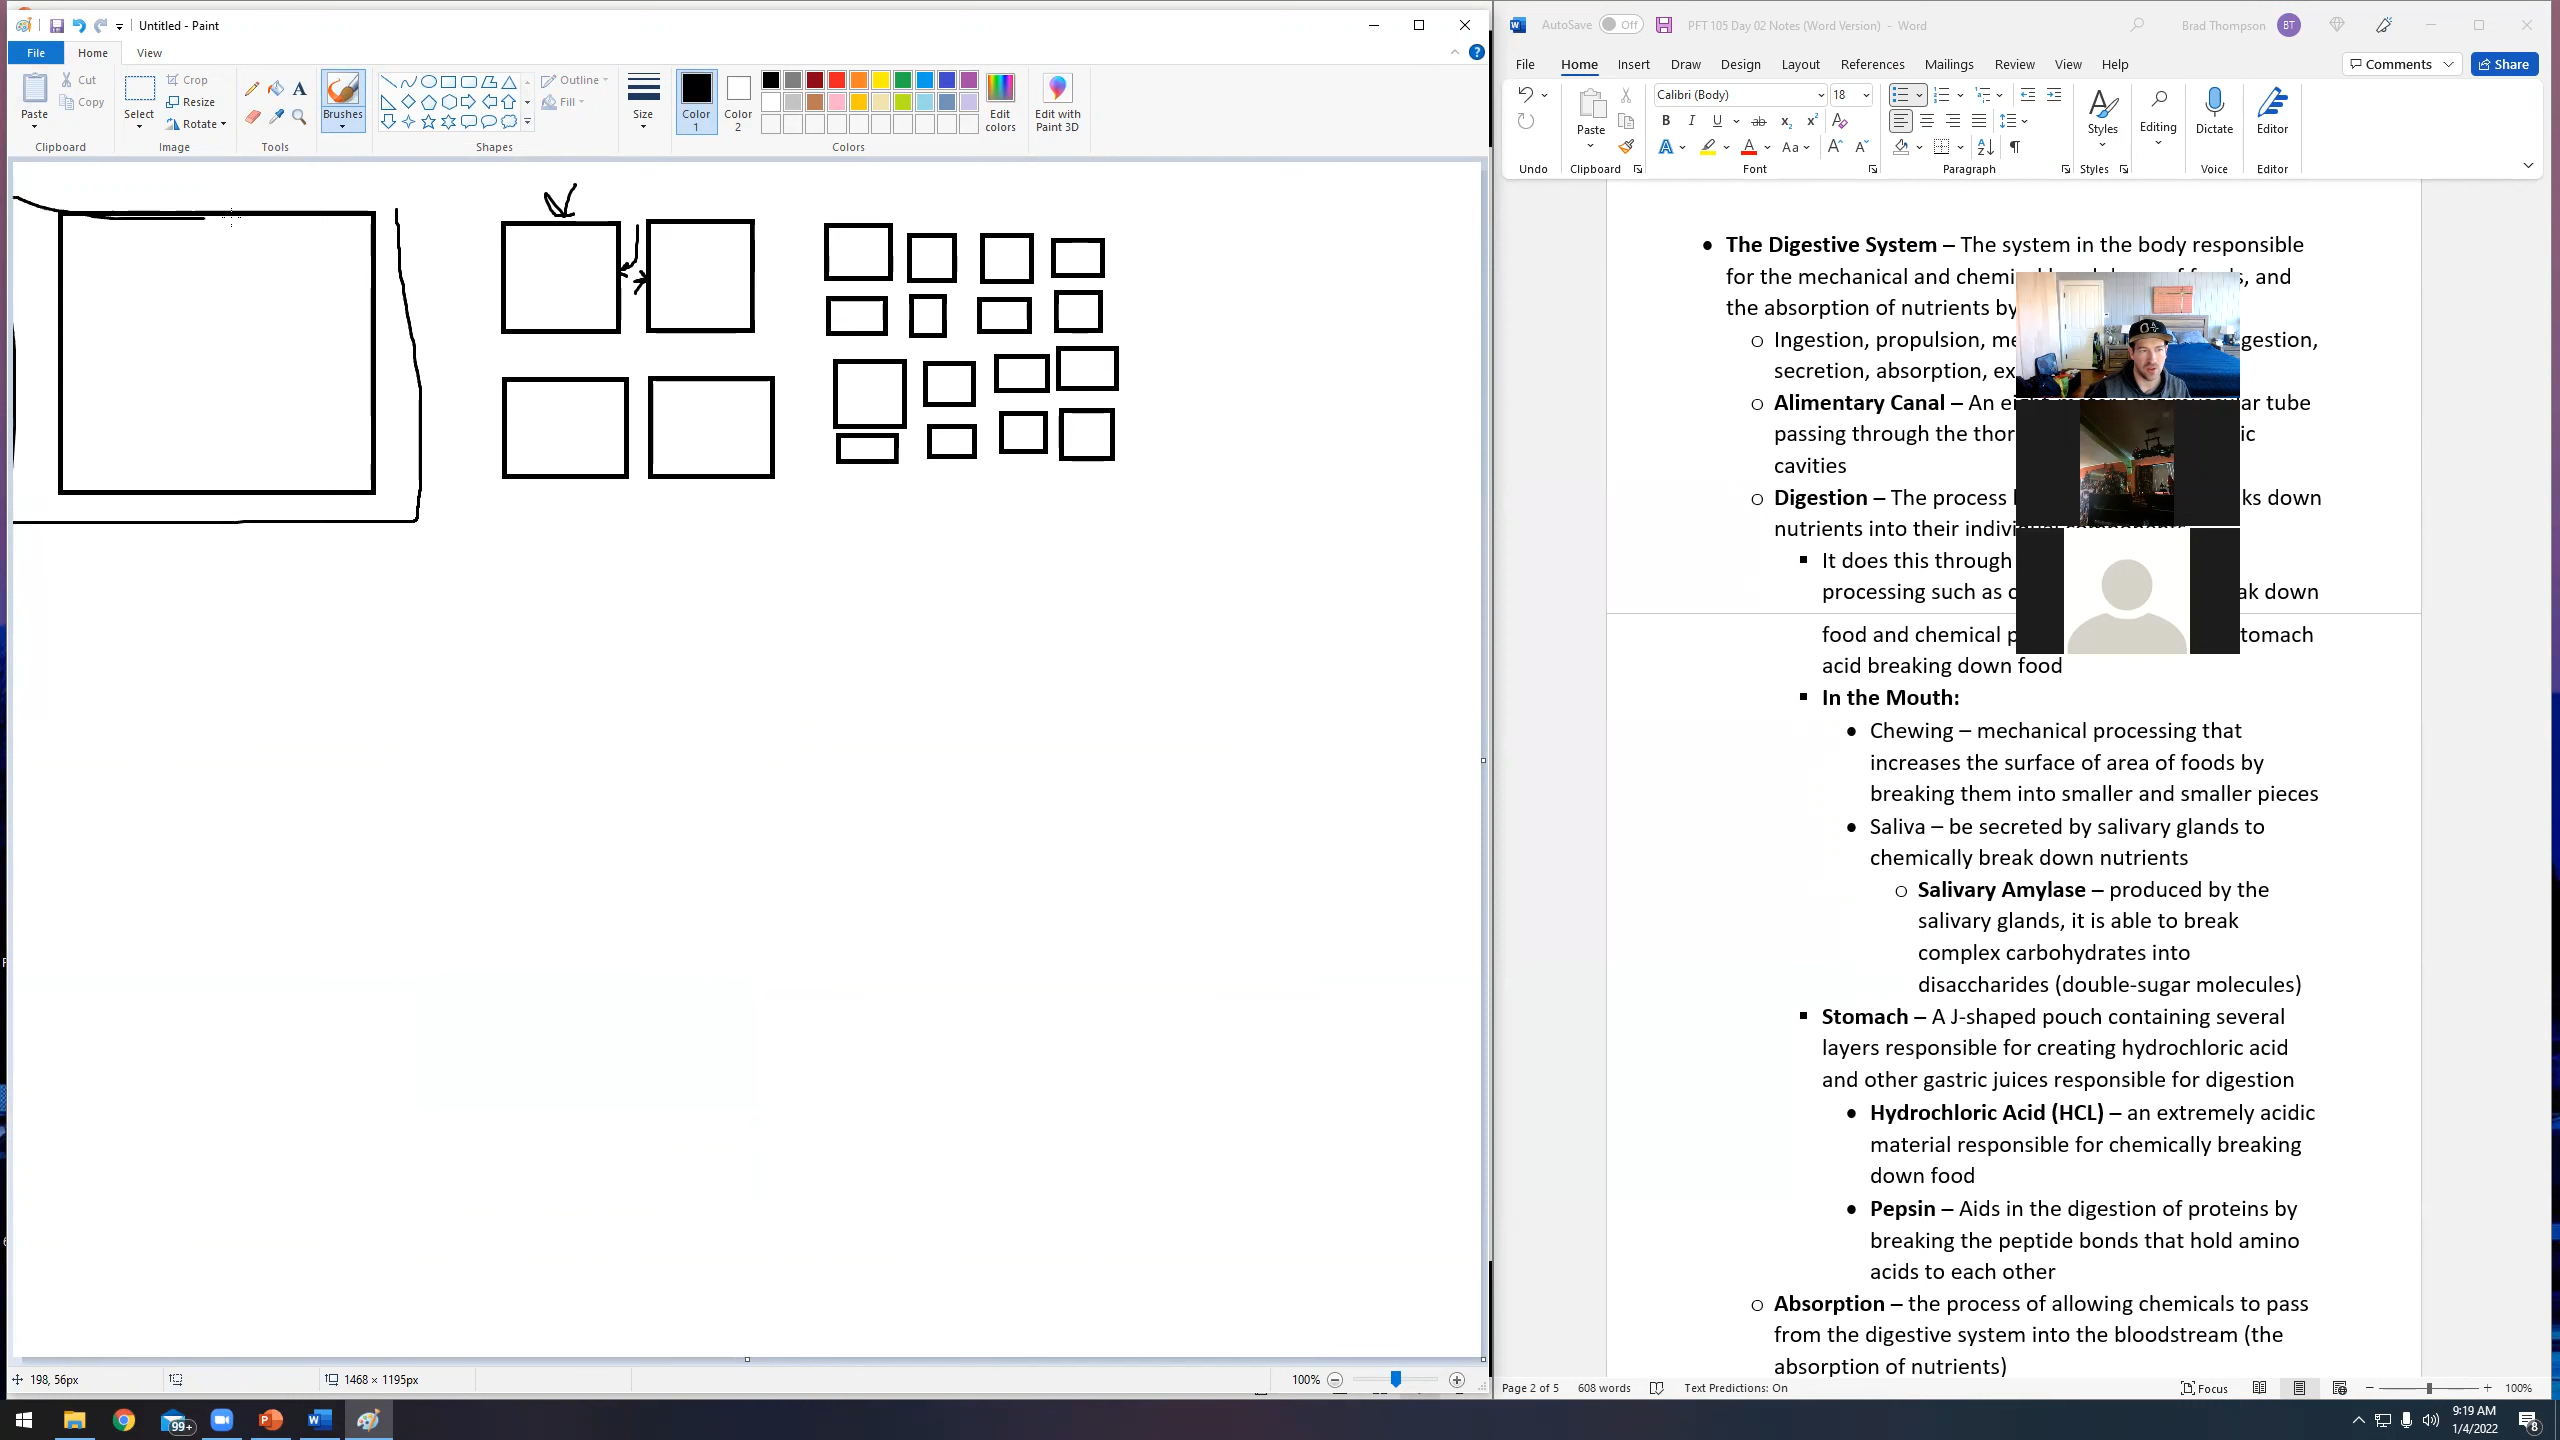 Untitled - Paint
File Home View
Paste Cut Copy Clipboard
Select Crop Resize Rotate Image
Tools
Brushes
Shapes Outline Fill
Size
Color 1 Color 2 Colors
Edit colors
Edit with Paint 3D
198, 56px
1468 × 1195px
100%
AutoSave Off PFT 105 Day 02 Notes (Word Version) - Word Brad Thompson BT
File Home Insert Draw Design Layout References Mailings Review View Help Comments Share
Calibri (Body) 18
Undo Paste Clipboard Font Paragraph Styles Styles Editing Dictate Voice Editor Editor
• The Digestive System – The system in the body responsible
for the mechanical and , and
the absorption of nutrients by
o Ingestion, propulsion, gestion,
secretion, absorption,
o Alimentary Canal – An tube
passing through the
cavities
o Digestion – The process down
nutrients into their
▪ It does this through
processing such as down
food and chemical
acid breaking down food
▪ In the Mouth:
• Chewing – mechanical processing that
increases the surface of area of foods by
breaking them into smaller and smaller pieces
• Saliva – be secreted by salivary glands to
chemically break down nutrients
o Salivary Amylase – produced by the
salivary glands, it is able to break
complex carbohydrates into
disaccharides (double-sugar molecules)
▪ Stomach – A J-shaped pouch containing several
layers responsible for creating hydrochloric acid
and other gastric juices responsible for digestion
• Hydrochloric Acid (HCL) – an extremely acidic
material responsible for chemically breaking
down food
• Pepsin – Aids in the digestion of proteins by
breaking the peptide bonds that hold amino
acids to each other
o Absorption – the process of allowing chemicals to pass
from the digestive system into the bloodstream (the
absorption of nutrients)
Page 2 of 5 608 words Text Predictions: On Focus 100%
99+
9:19 AM
1/4/2022
8